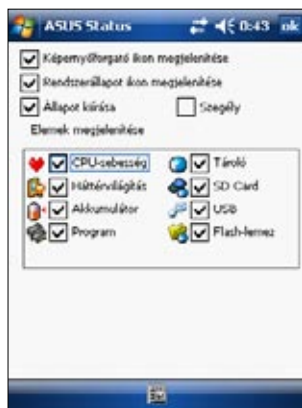 ASUS Status 0:43 ok
Képernyőforgató ikon megjelenítése
Rendszerállapot ikon megjelenítése
Állapot kiírása Szegély
Elemek megjelenítése
CPU-sebesség Tároló
Háttérvilágítás SD Card
Akkumulátor USB
Program Flash-lemez